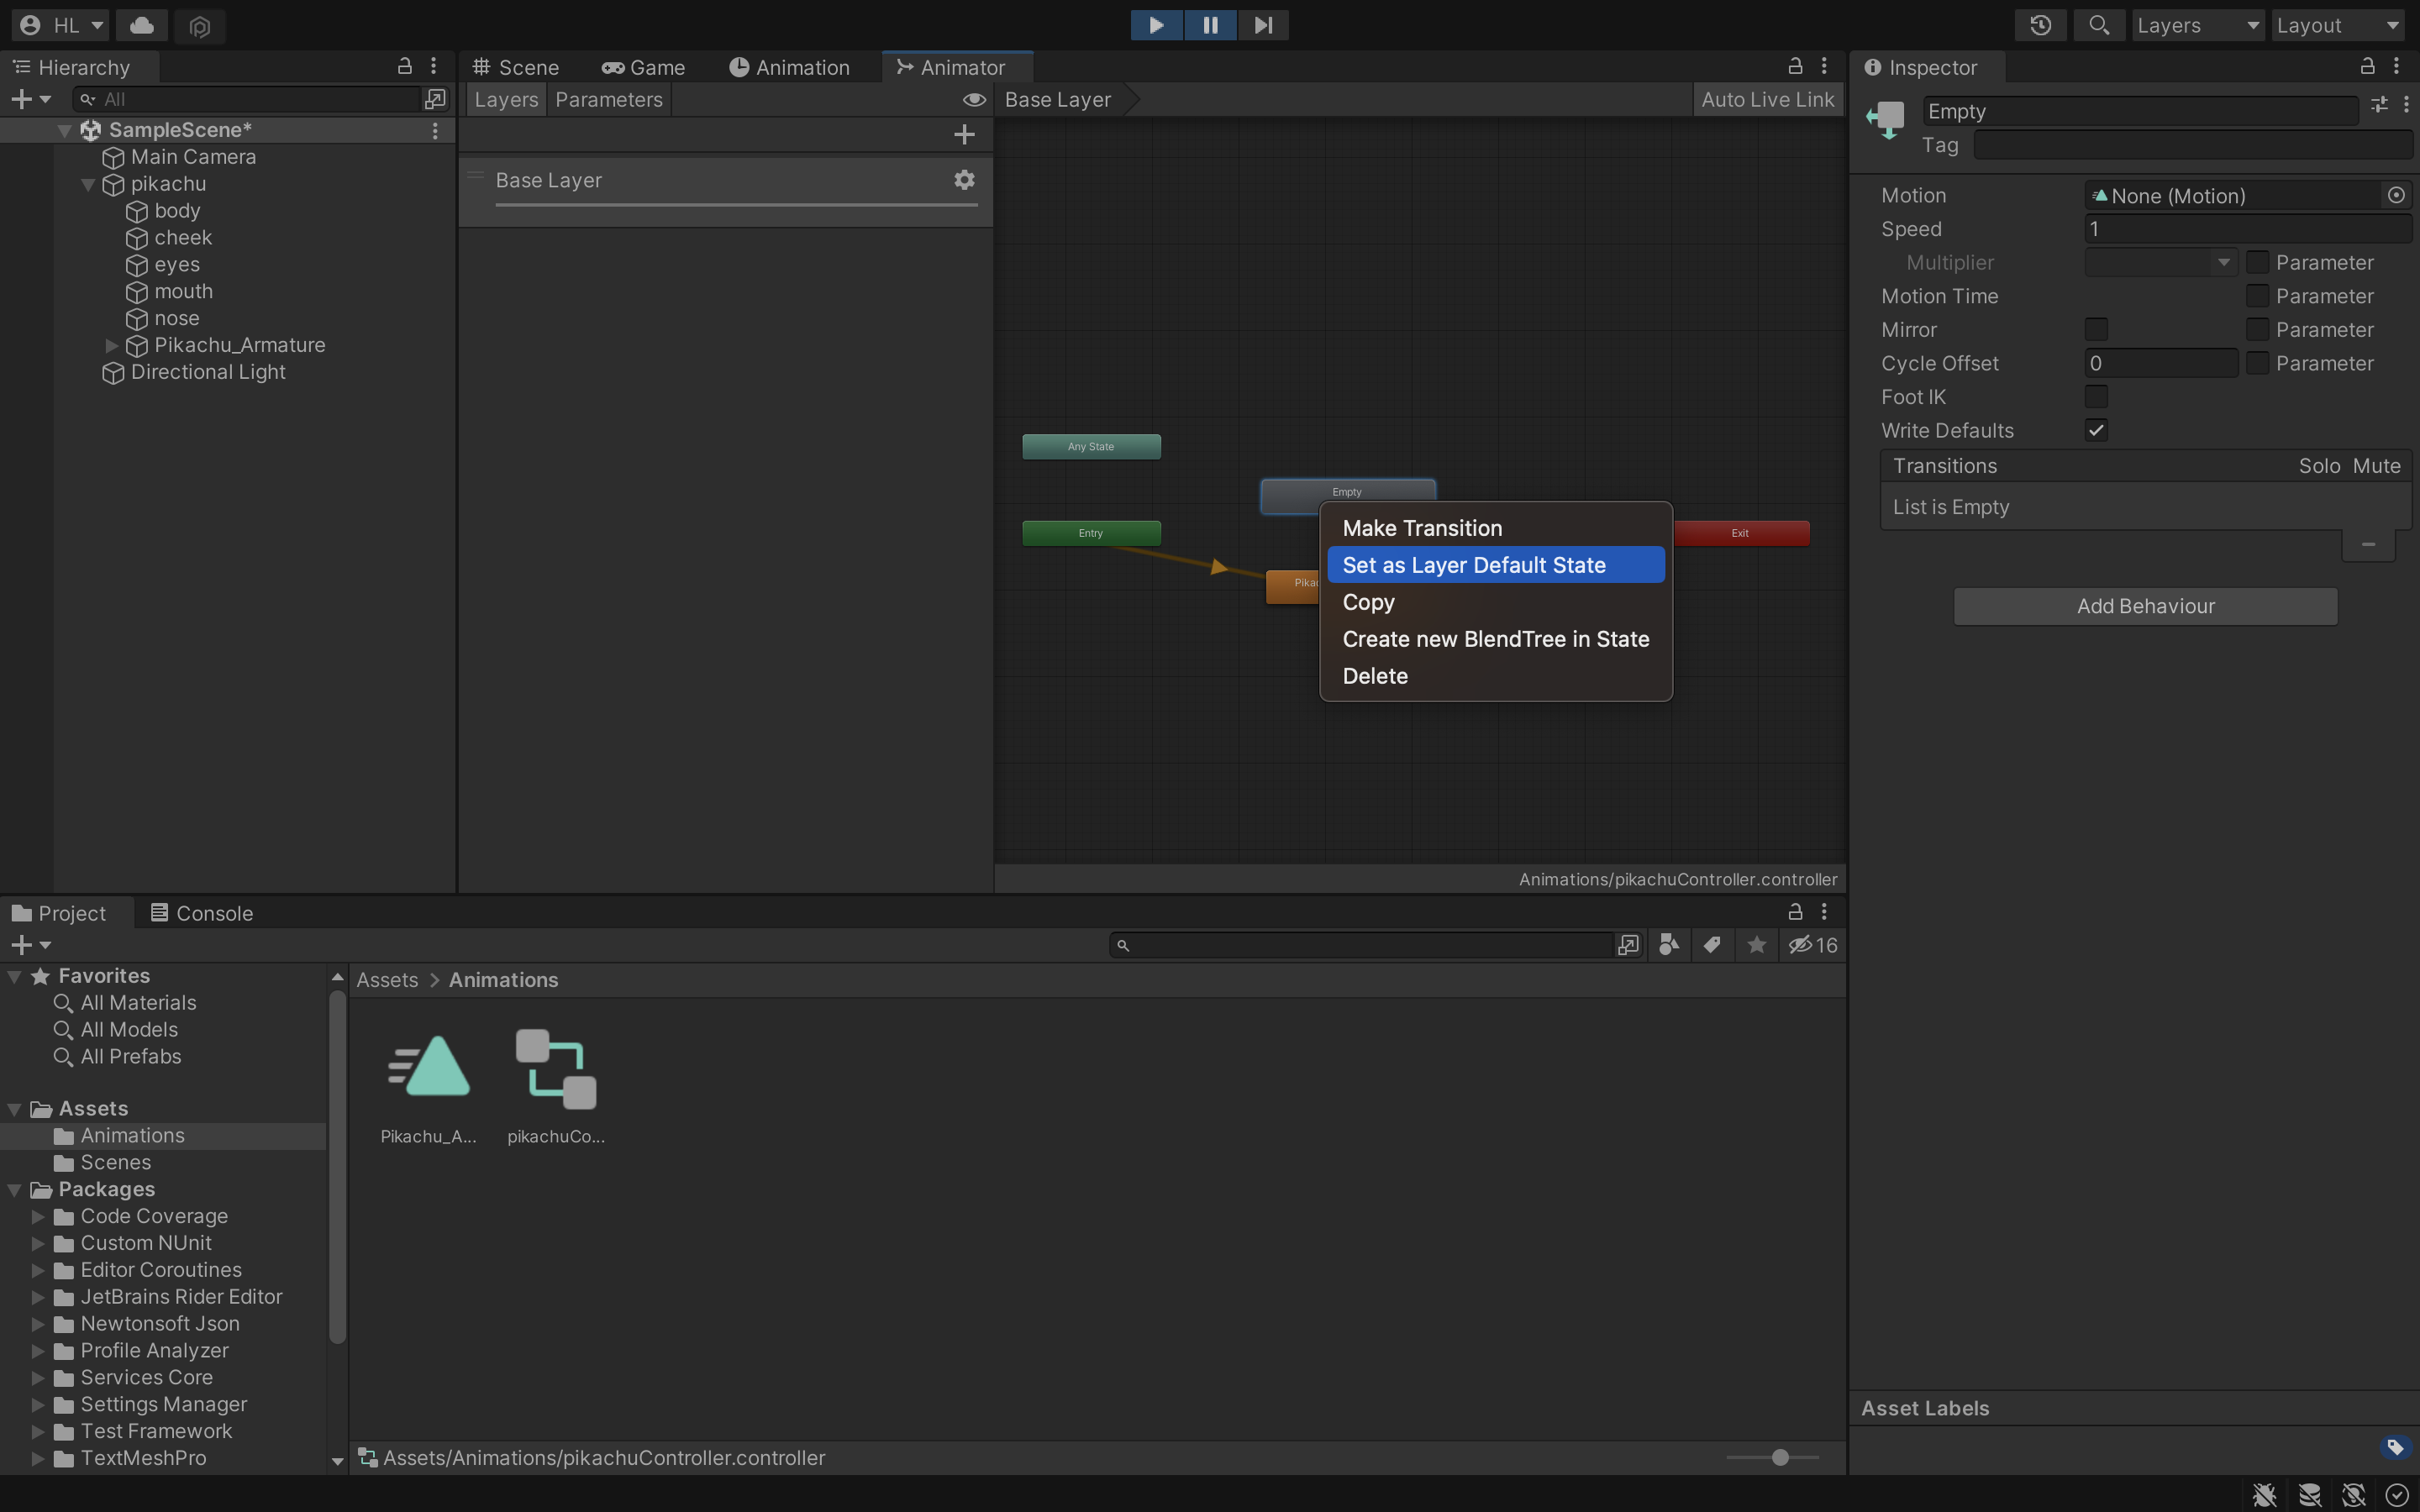 HL
Layers
Layout
Hierarchy
All
SampleScene*
Main Camera
pikachu
body
cheek
eyes
mouth
nose
Pikachu_Armature
Directional Light
Scene
Game
Animation
Animator
Layers
Parameters
Base Layer
Auto Live Link
Base Layer
Any State
Empty
Entry
Exit
Pikac
Make Transition
Set as Layer Default State
Copy
Create new BlendTree in State
Delete
Animations/pikachuController.controller
Inspector
Empty
Tag
Motion
None (Motion)
Speed
1
Multiplier
Parameter
Motion Time
Parameter
Mirror
Parameter
Cycle Offset
0
Parameter
Foot IK
Write Defaults
Transitions
Solo Mute
List is Empty
Add Behaviour
Asset Labels
Project
Console
16
Favorites
All Materials
All Models
All Prefabs
Assets
Animations
Scenes
Packages
Code Coverage
Custom NUnit
Editor Coroutines
JetBrains Rider Editor
Newtonsoft Json
Profile Analyzer
Services Core
Settings Manager
Test Framework
TextMeshPro
Assets > Animations
Pikachu_A...
pikachuCo...
Assets/Animations/pikachuController.controller